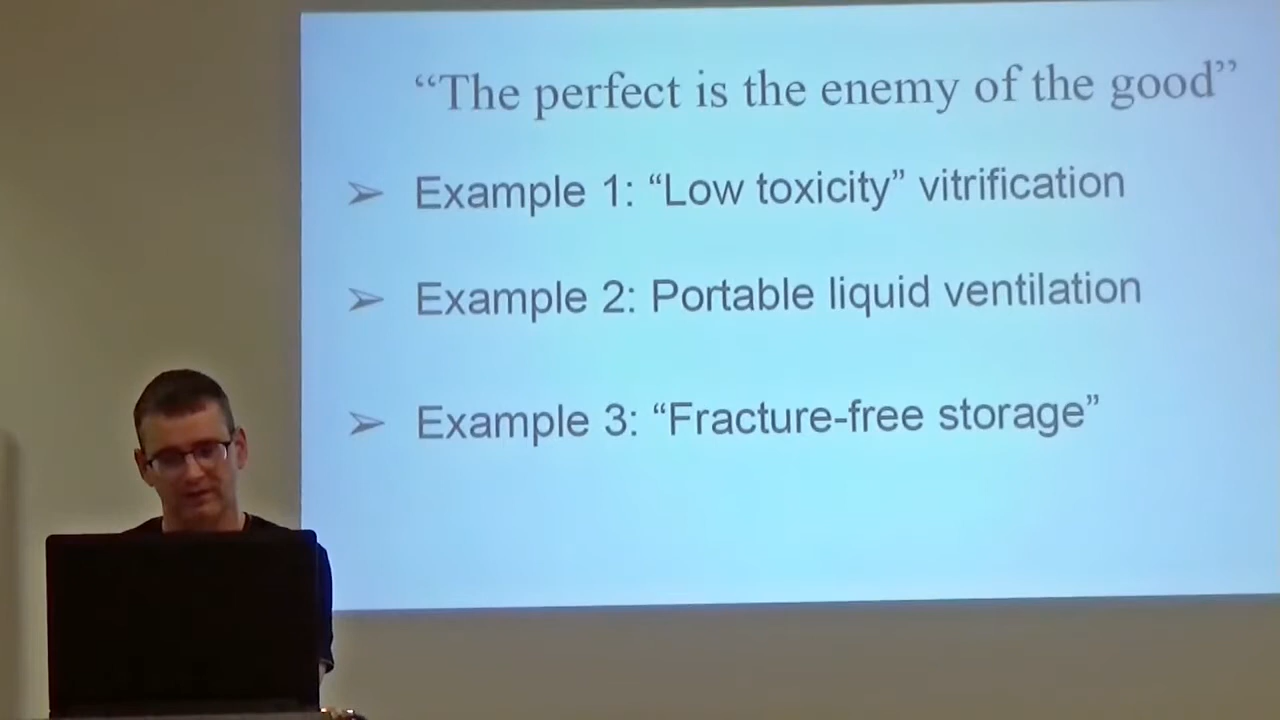 “The perfect is the enemy of the good”
➢ Example 1: “Low toxicity” vitrification
➢ Example 2: Portable liquid ventilation
➢ Example 3: “Fracture-free storage”